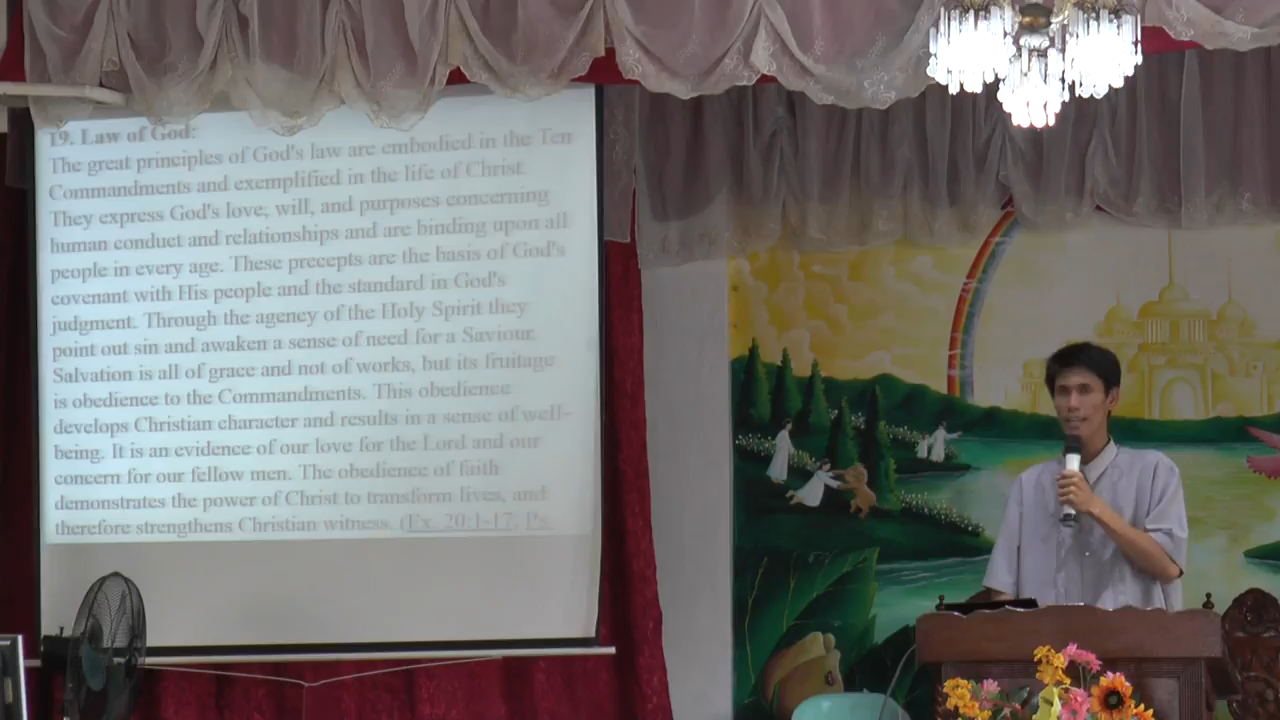 19. Law of God:
The great principles of God's law are embodied in the Ten
Commandments and exemplified in the life of Christ.
They express God's love, will, and purposes concerning
human conduct and relationships and are binding upon all
people in every age. These precepts are the basis of God's
covenant with His people and the standard in God's
judgment. Through the agency of the Holy Spirit they
point out sin and awaken a sense of need for a Saviour.
Salvation is all of grace and not of works, but its fruitage
is obedience to the Commandments. This obedience
develops Christian character and results in a sense of well-
being. It is an evidence of our love for the Lord and our
concern for our fellow men. The obedience of faith
demonstrates the power of Christ to transform lives, and
therefore strengthens Christian witness. (Ex. 20:1-17; Ps.